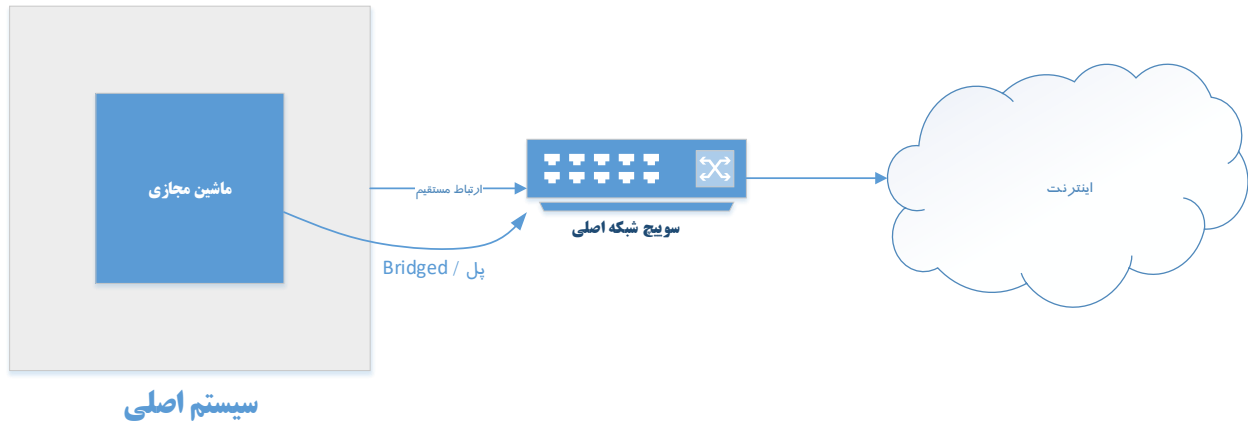 ماشین مجازی
ارتباط مستقیم
اینترنت
سوییچ شبکه اصلی
پل / Bridged
سیستم اصلی